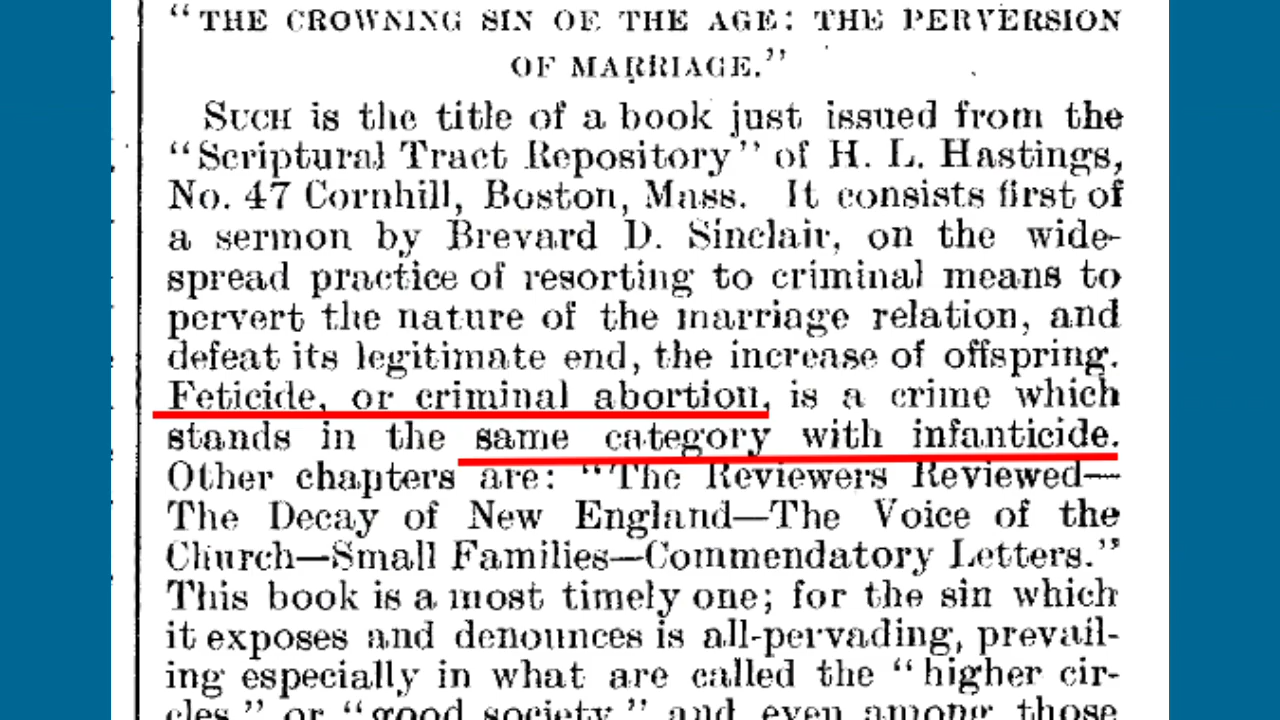 "THE CROWNING SIN OF THE AGE: THE PERVERSION
OF MARRIAGE."
SUCH is the title of a book just issued from the
"Scriptural Tract Repository" of H. L. Hastings,
No. 47 Cornhill, Boston, Mass. It consists first of
a sermon by Brevard D. Sinclair, on the wide-
spread practice of resorting to criminal means to
pervert the nature of the marriage relation, and
defeat its legitimate end, the increase of offspring.
Feticide, or criminal abortion, is a crime which
stands in the same category with infanticide.
Other chapters are: "The Reviewers Reviewed—
The Decay of New England—The Voice of the
Church—Small Families—Commendatory Letters."
This book is a most timely one; for the sin which
it exposes and denounces is all-pervading, prevail-
ing especially in what are called the "higher cir-
cles," or "good society," and even among those